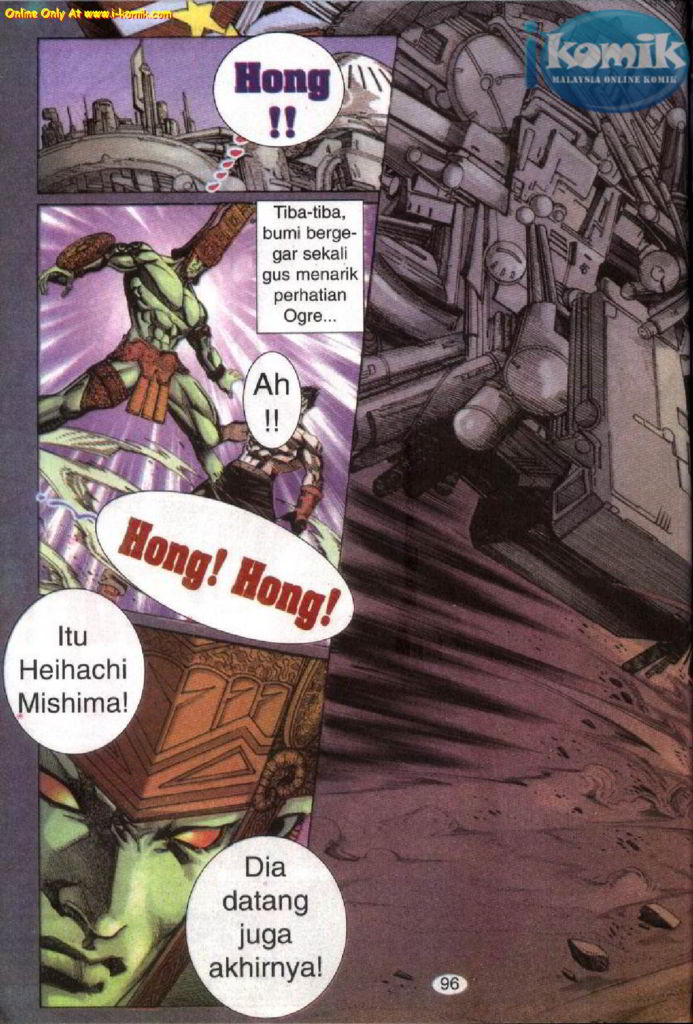 Online Only At www.i-komik.com
ikomik
MALAYSIA ONLINE KOMIK
Hong
!!
Tiba-tiba,
bumi berge-
gar sekali
gus menarik
perhatian
Ogre...
Ah
!!
Hong! Hong!
Itu
Heihachi
Mishima!
Dia
datang
juga
akhirnya!
96